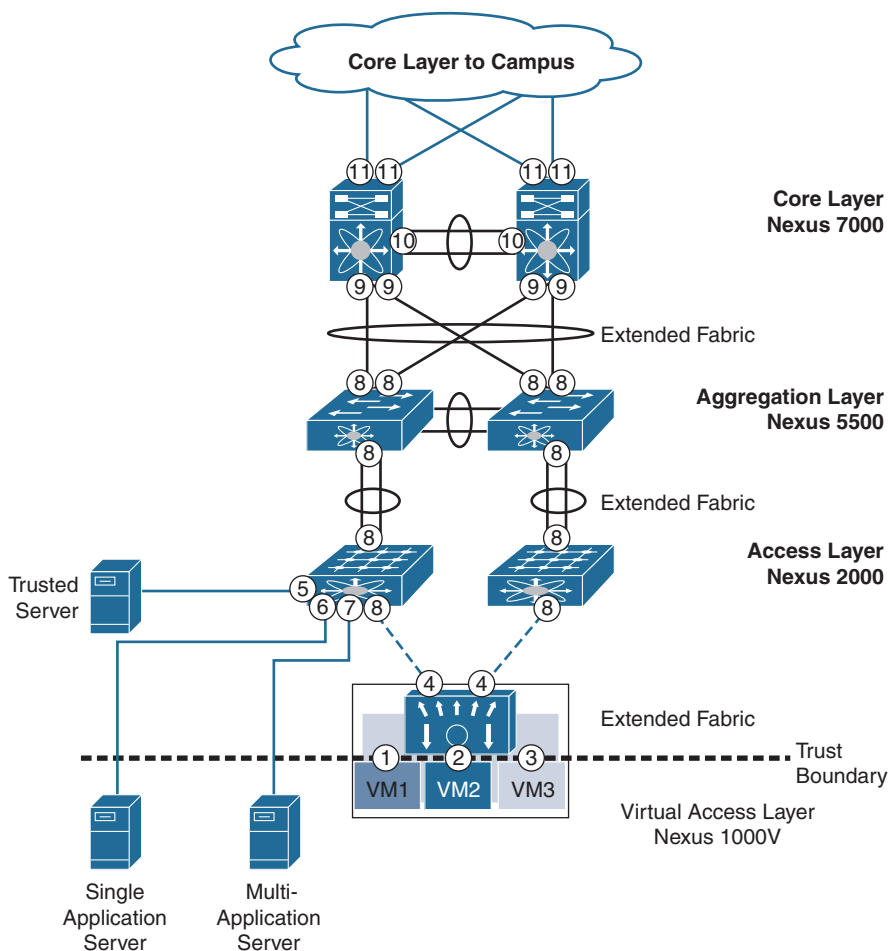 Core Layer to Campus
11 11 11 11
Core Layer
Nexus 7000
10 10
9 9 9 9
Extended Fabric
8 8 8 8
Aggregation Layer
Nexus 5500
8 8
Extended Fabric
8 8
Access Layer
Nexus 2000
Trusted
Server
5
6 7 8 8
4 4
Extended Fabric
1 2 3
Trust
Boundary
VM1 VM2 VM3
Virtual Access Layer
Nexus 1000V
Single
Application
Server
Multi-
Application
Server